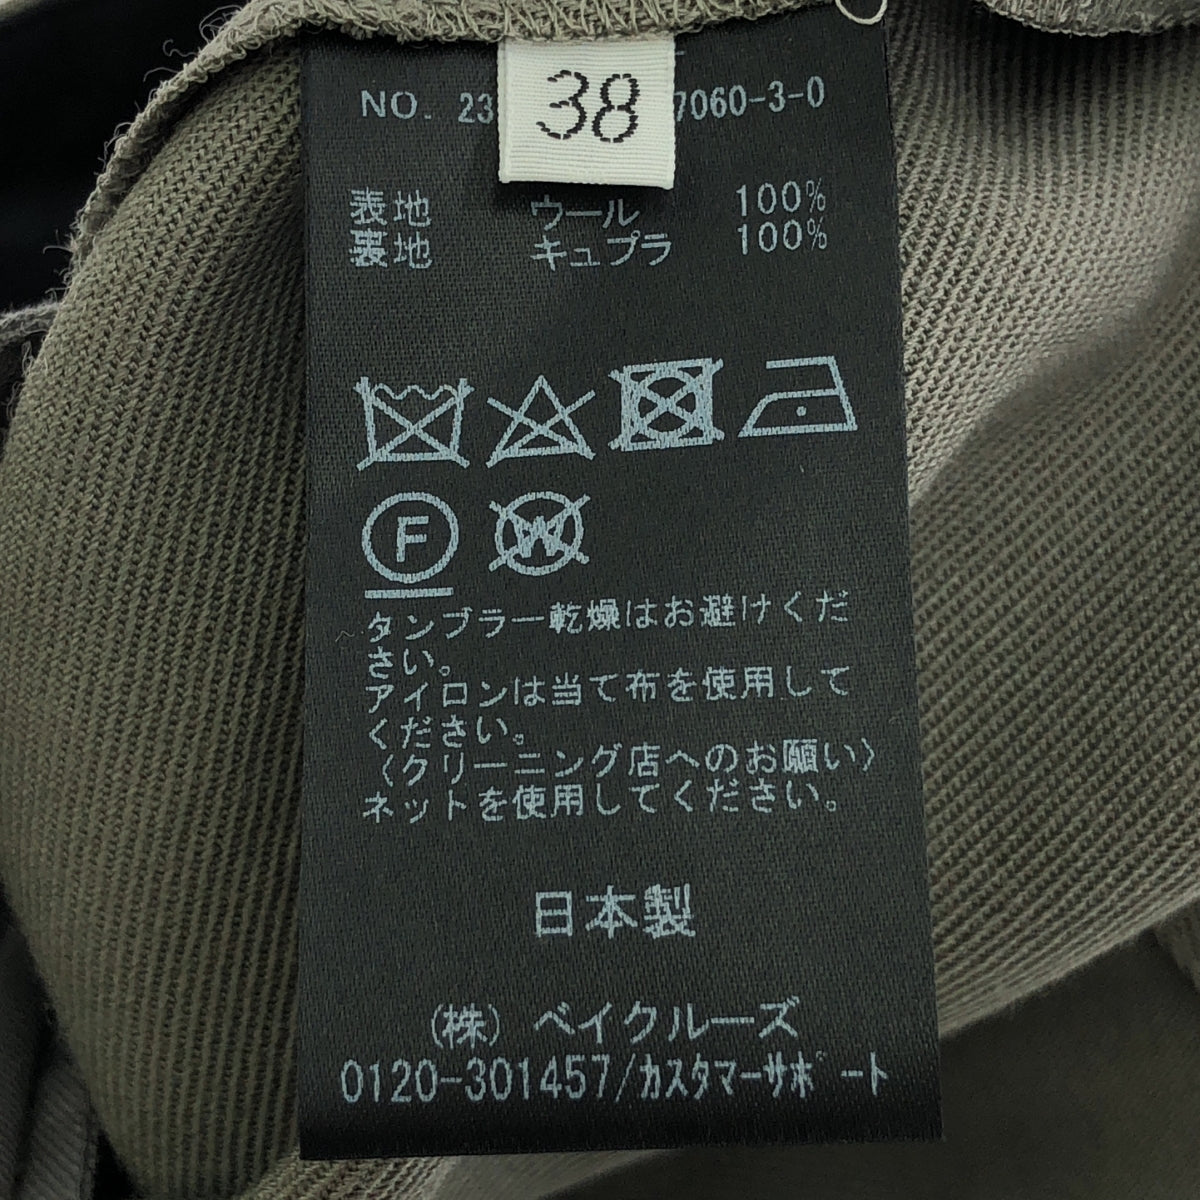 NO. 23 7060-3-0
38
表地 ウール 100%
裏地 キュプラ 100%
F W
タンブラー乾燥はお避けくだ
さい。
アイロンは当て布を使用して
ください。
〈クリーニング店へのお願い〉
ネットを使用してください。
日本製
(株) ベイクルーズ
0120-301457/カスタマーサポート